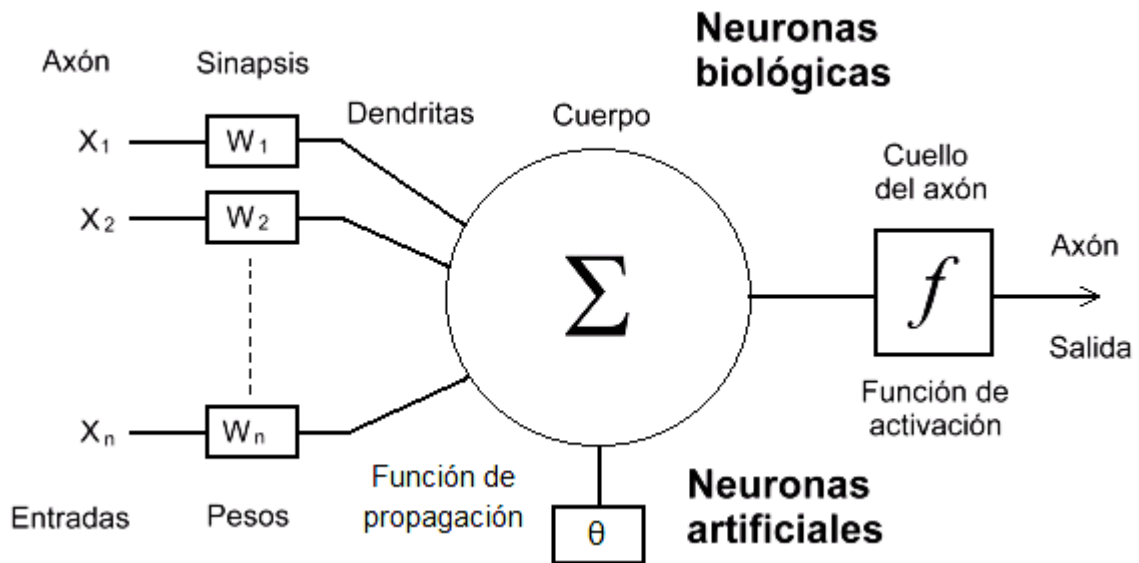 Neuronas
biológicas
Axón
Sinapsis
Dendritas
Cuerpo
Cuello
del axón
X₁
W₁
X₂
W₂
Σ
f
Axón
Salida
Xₙ
Wₙ
Función de
activación
Función de
propagación
Neuronas
artificiales
Entradas
Pesos
θ